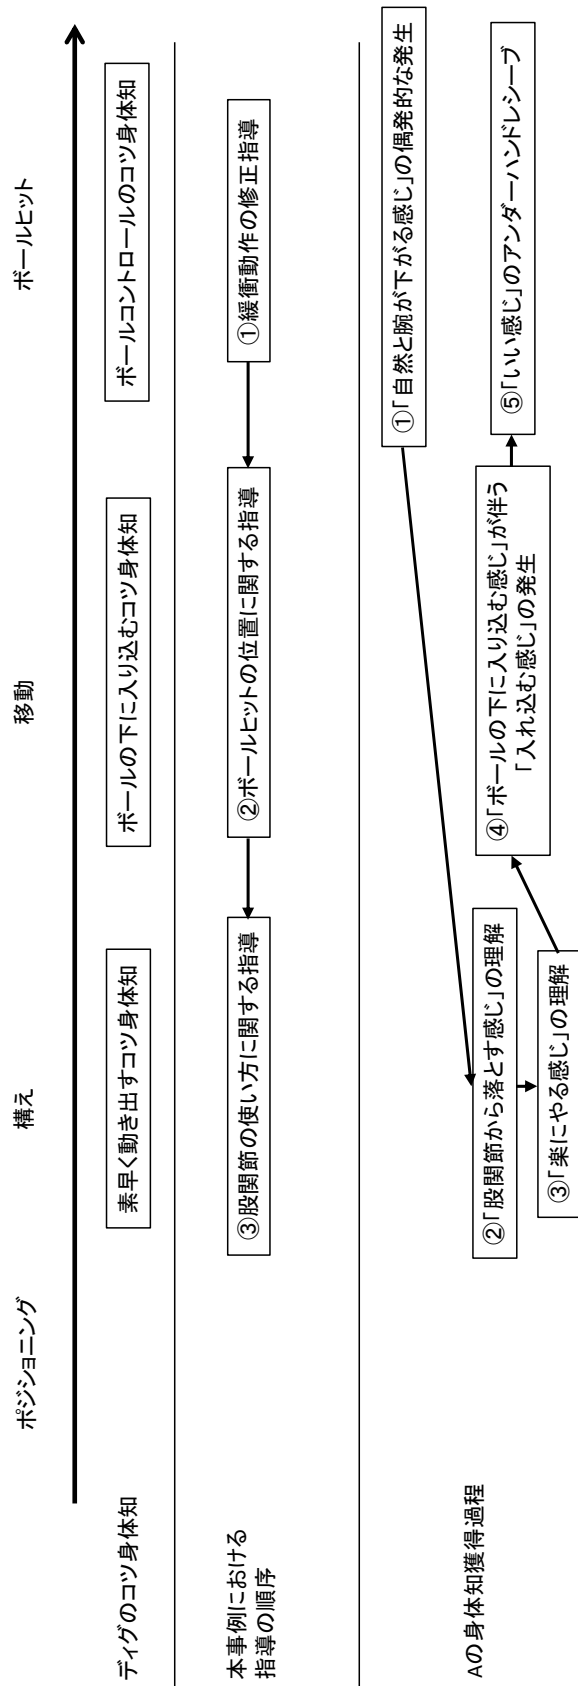 ポジショニング
構え
移動
ボールヒット
ディグのコツ身体知
素早く動き出すコツ身体知
ボールの下に入り込むコツ身体知
ボールコントロールのコツ身体知
本事例における
指導の順序
③股関節の使い方に関する指導
②ボールヒットの位置に関する指導
①緩衝動作の修正指導
Aの身体知獲得過程
①「自然と腕が下がる感じ」の偶発的な発生
②「股関節から落とす感じ」の理解
③「楽にやる感じ」の理解
④「ボールの下に入り込む感じ」が伴う
「入れ込む感じ」の発生
⑤「いい感じ」のアンダーハンドレシーブ